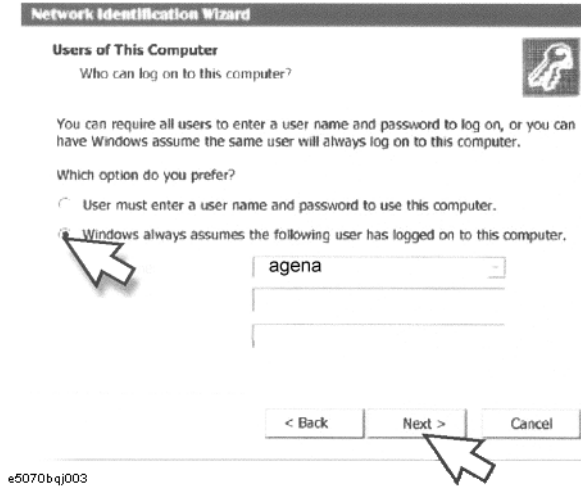 Network Identification Wizard
Users of This Computer
Who can log on to this computer?
You can require all users to enter a user name and password to log on, or you can
have Windows assume the same user will always log on to this computer.
Which option do you prefer?
User must enter a user name and password to use this computer.
Windows always assumes the following user has logged on to this computer.
agena
< Back Next > Cancel
e5070bqj003